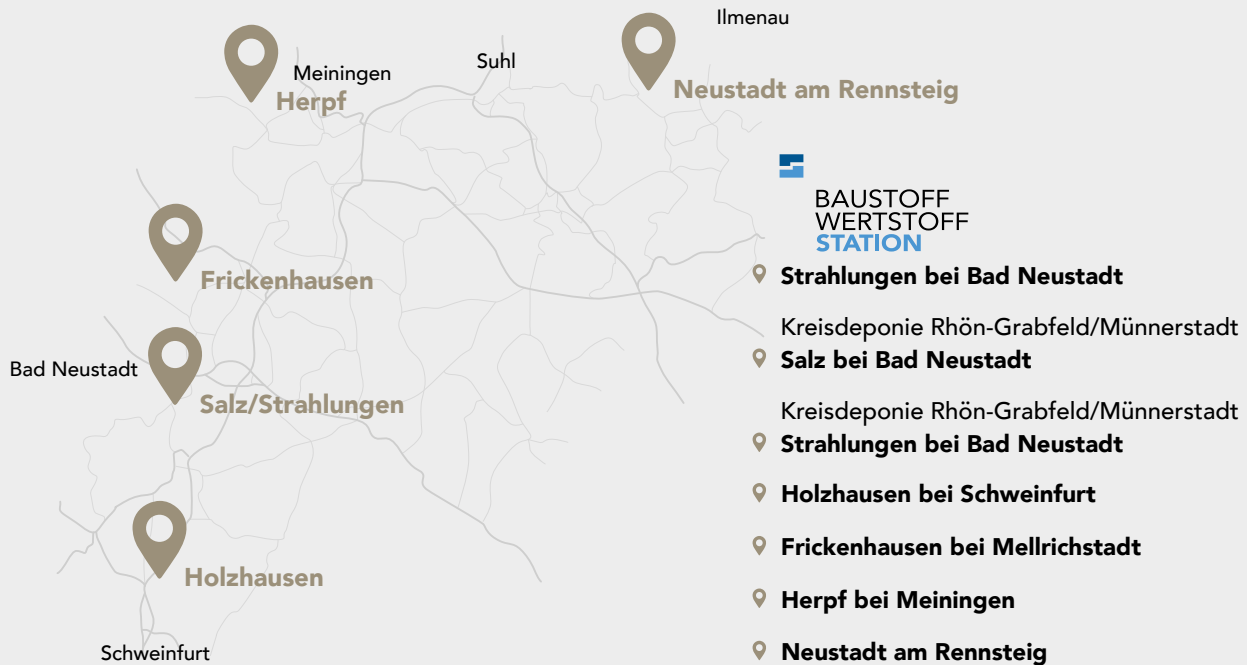 Ilmenau
Suhl
Meiningen
Herpf
Neustadt am Rennsteig
Frickenhausen
Bad Neustadt
Salz/Strahlungen
Holzhausen
Schweinfurt
BAUSTOFF
WERTSTOFF
STATION
Strahlungen bei Bad Neustadt
Kreisdeponie Rhön-Grabfeld/Münnerstadt
Salz bei Bad Neustadt
Kreisdeponie Rhön-Grabfeld/Münnerstadt
Strahlungen bei Bad Neustadt
Holzhausen bei Schweinfurt
Frickenhausen bei Mellrichstadt
Herpf bei Meiningen
Neustadt am Rennsteig